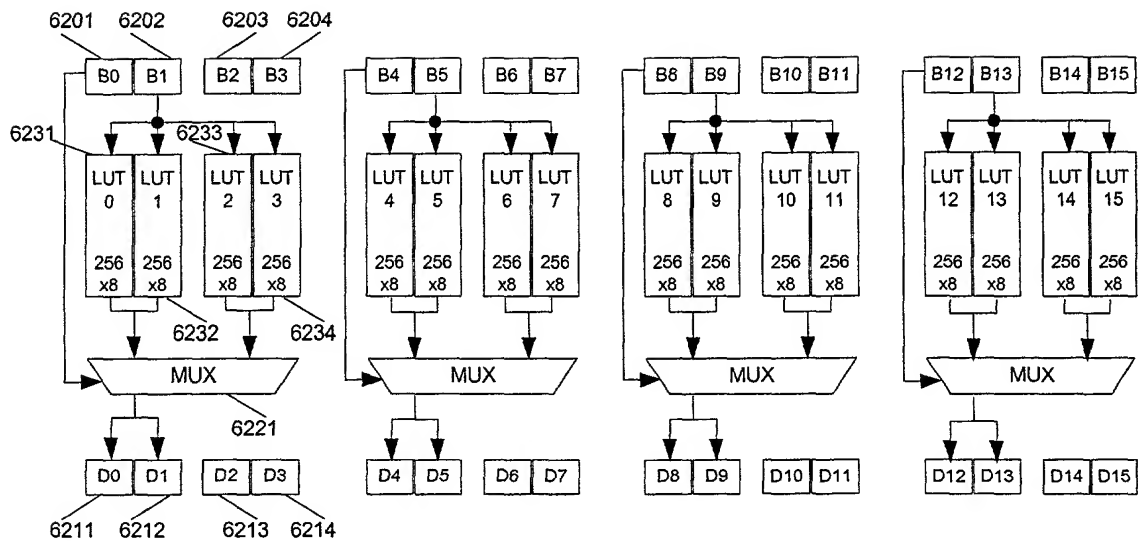 6201 6202 6203 6204
B0 B1 B2 B3 B4 B5 B6 B7 B8 B9 B10 B11 B12 B13 B14 B15
6231 6233
LUT LUT LUT LUT LUT LUT LUT LUT LUT LUT LUT LUT LUT LUT LUT LUT
0 1 2 3 4 5 6 7 8 9 10 11 12 13 14 15
256 256 256 256 256 256 256 256 256 256 256 256 256 256 256 256
x8 x8 x8 x8 x8 x8 x8 x8 x8 x8 x8 x8 x8 x8 x8 x8
6232 6234
MUX MUX MUX MUX
6221
D0 D1 D2 D3 D4 D5 D6 D7 D8 D9 D10 D11 D12 D13 D14 D15
6211 6212 6213 6214